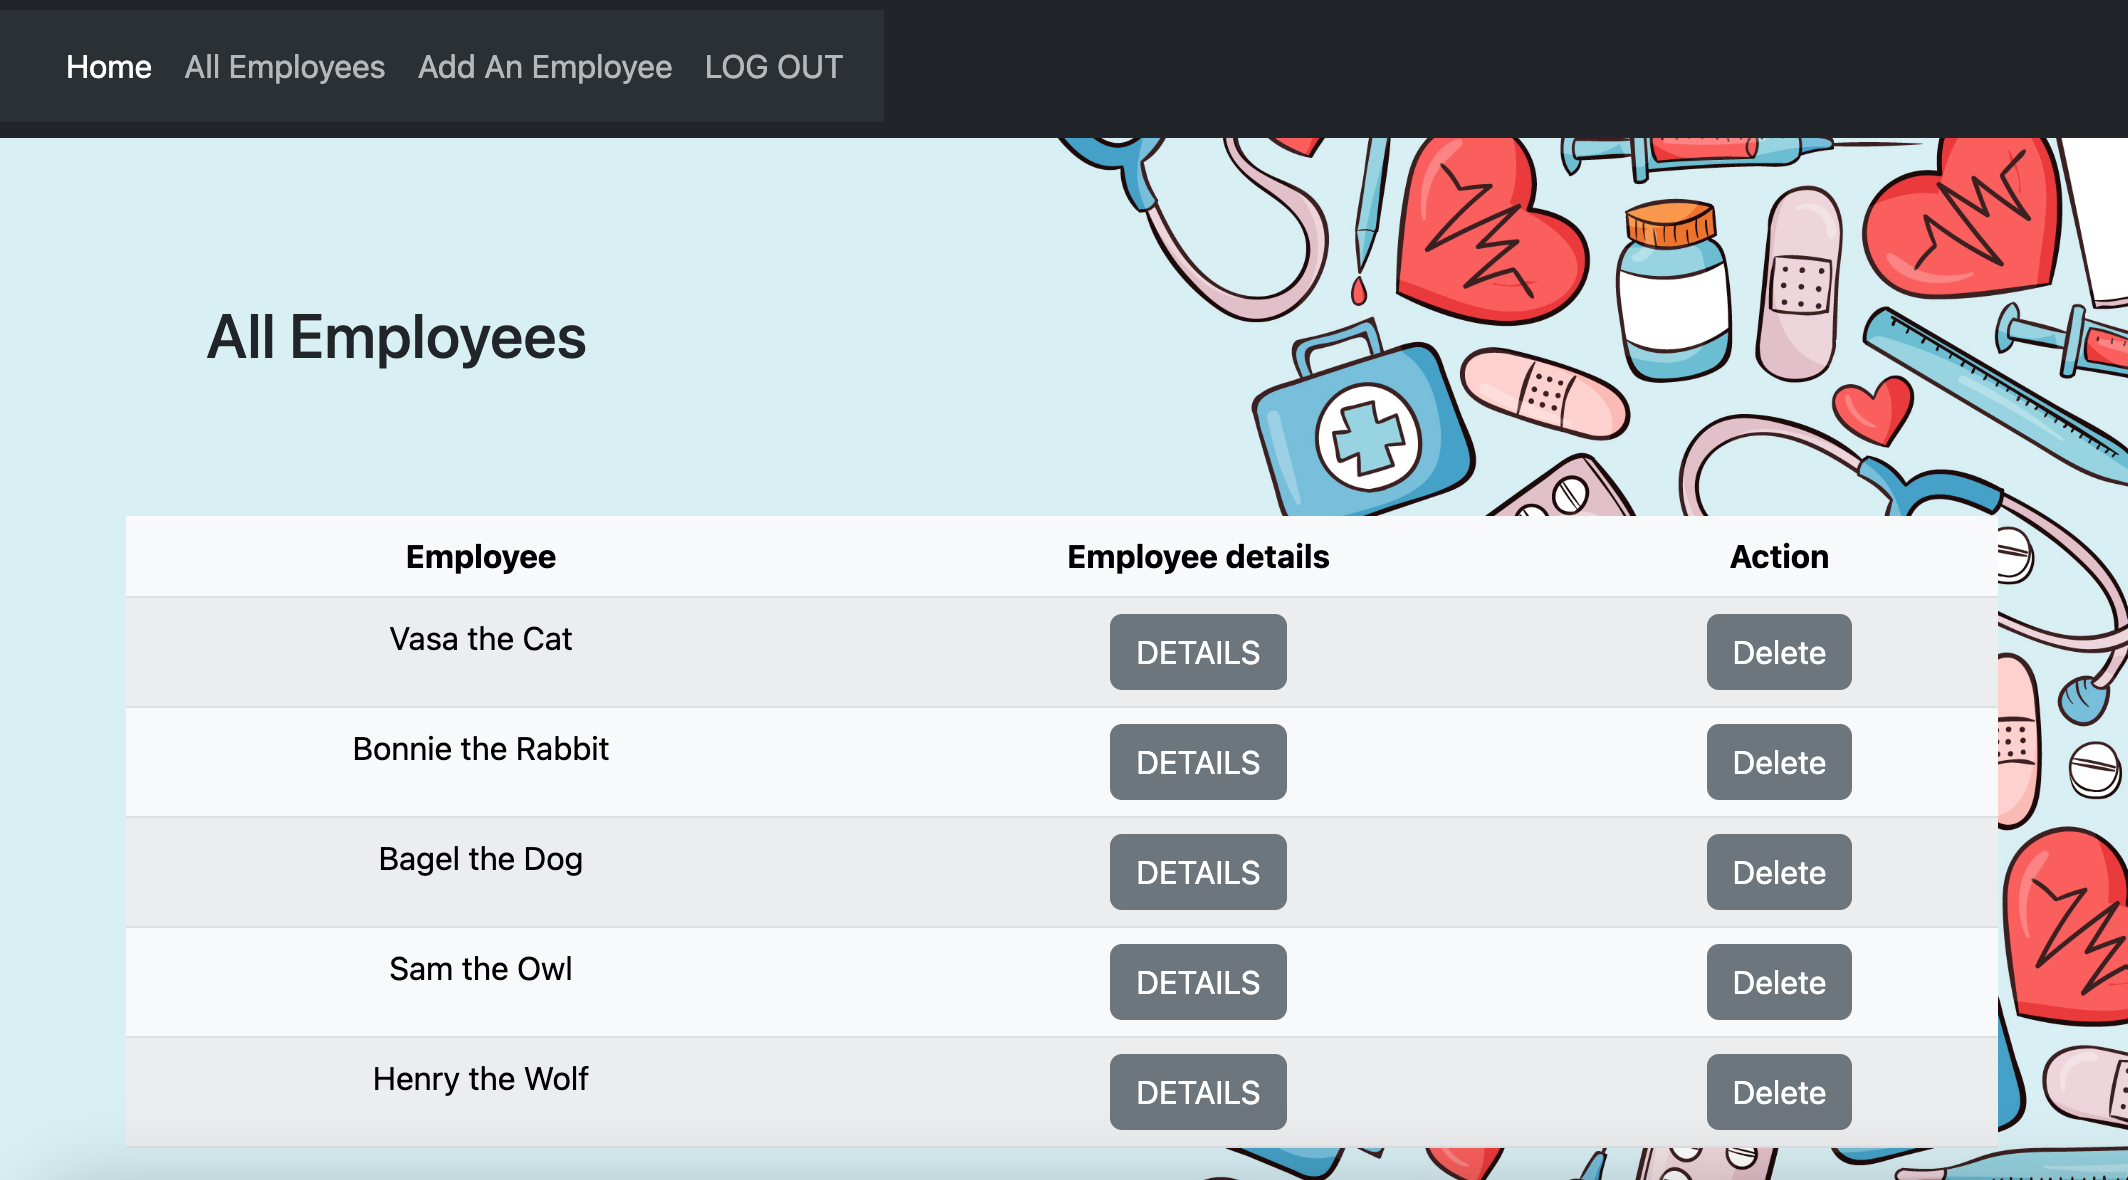 Home All Employees Add An Employee LOG OUT
All Employees
Employee Employee details Action
Vasa the Cat DETAILS Delete
Bonnie the Rabbit DETAILS Delete
Bagel the Dog DETAILS Delete
Sam the Owl DETAILS Delete
Henry the Wolf DETAILS Delete